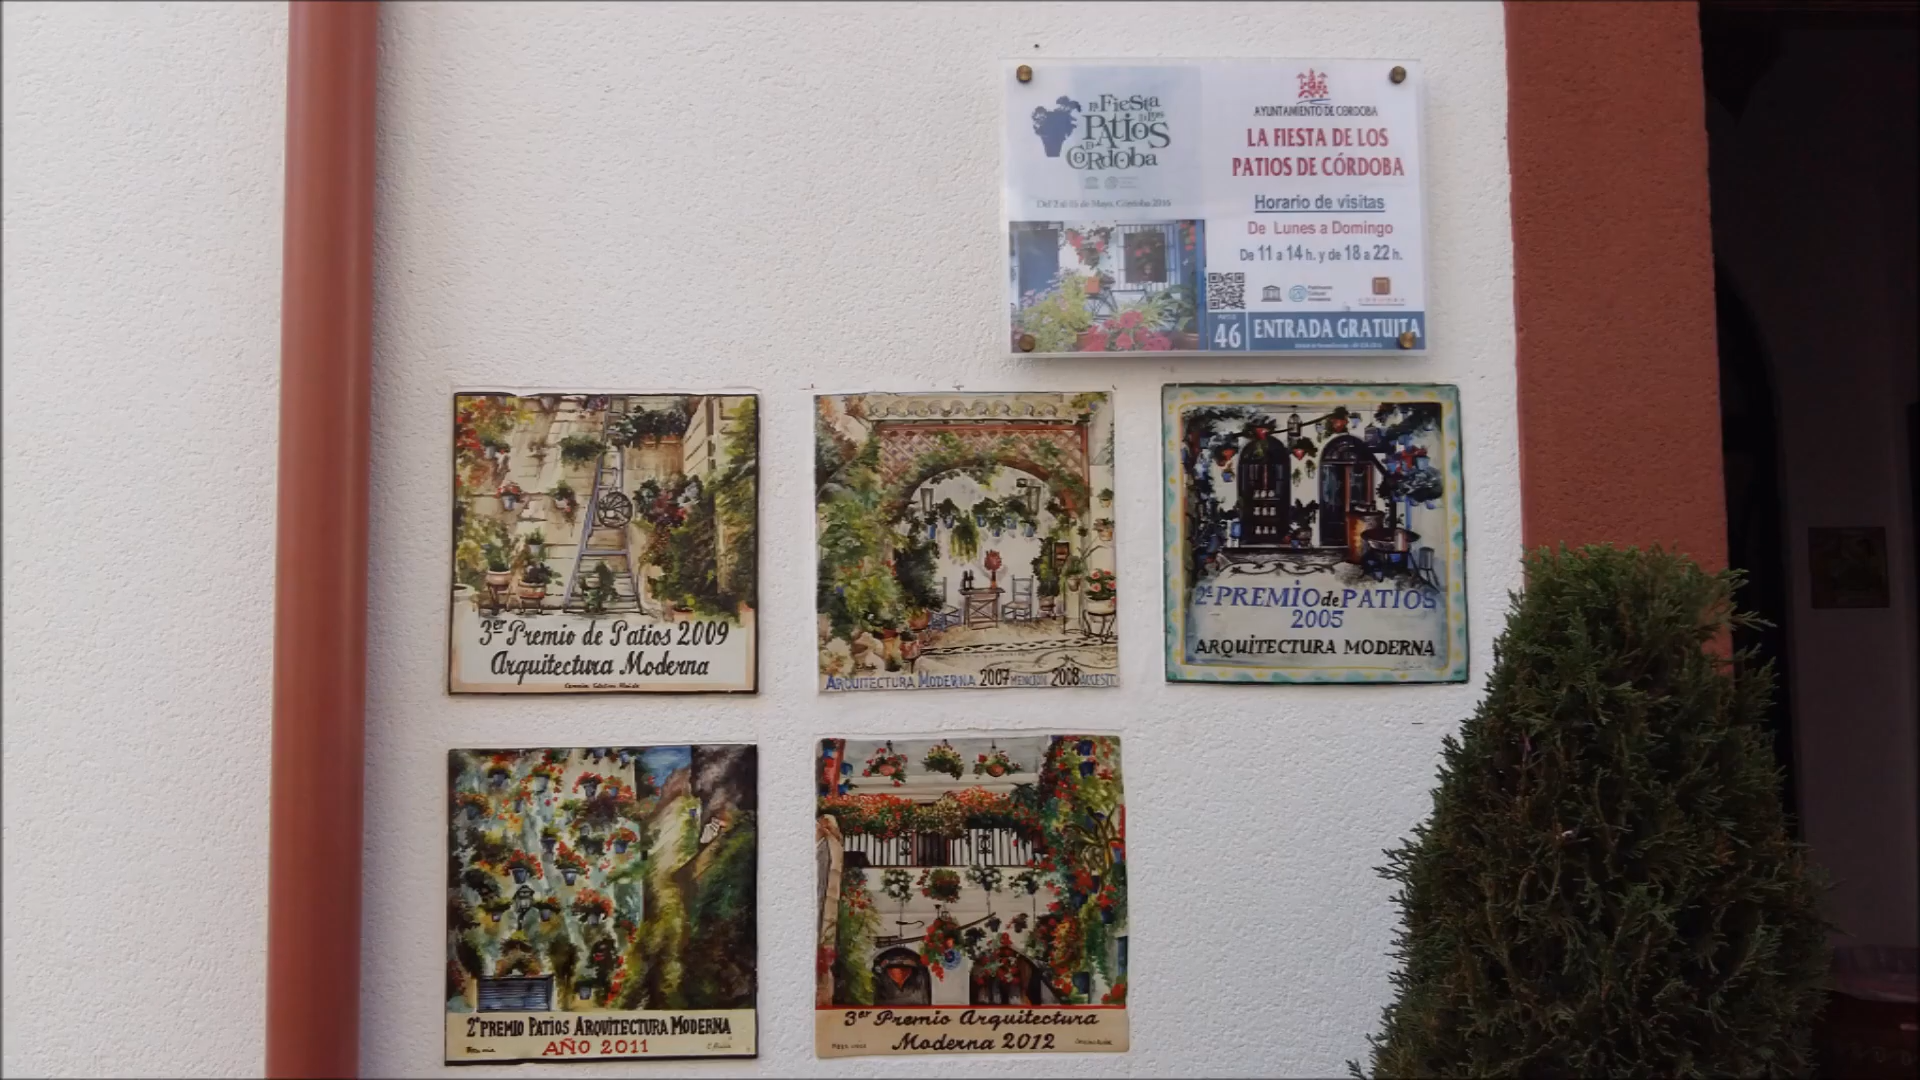 La Fiesta
de los
Patios
de
Córdoba
AYUNTAMIENTO DE CÓRDOBA
LA FIESTA DE LOS
PATIOS DE CÓRDOBA
Horario de visitas
De Lunes a Domingo
De 11 a 14 h. y de 18 a 22 h.
PATIO
46
ENTRADA GRATUITA
3er Premio de Patios 2009
Arquitectura Moderna
ARQUITECTURA MODERNA 2007 MENCIÓN 2008 ACCESIT
2º PREMIO de PATIOS
2005
ARQUITECTURA MODERNA
2º PREMIO PATIOS ARQUITECTURA MODERNA
AÑO 2011
3er Premio Arquitectura
Moderna 2012